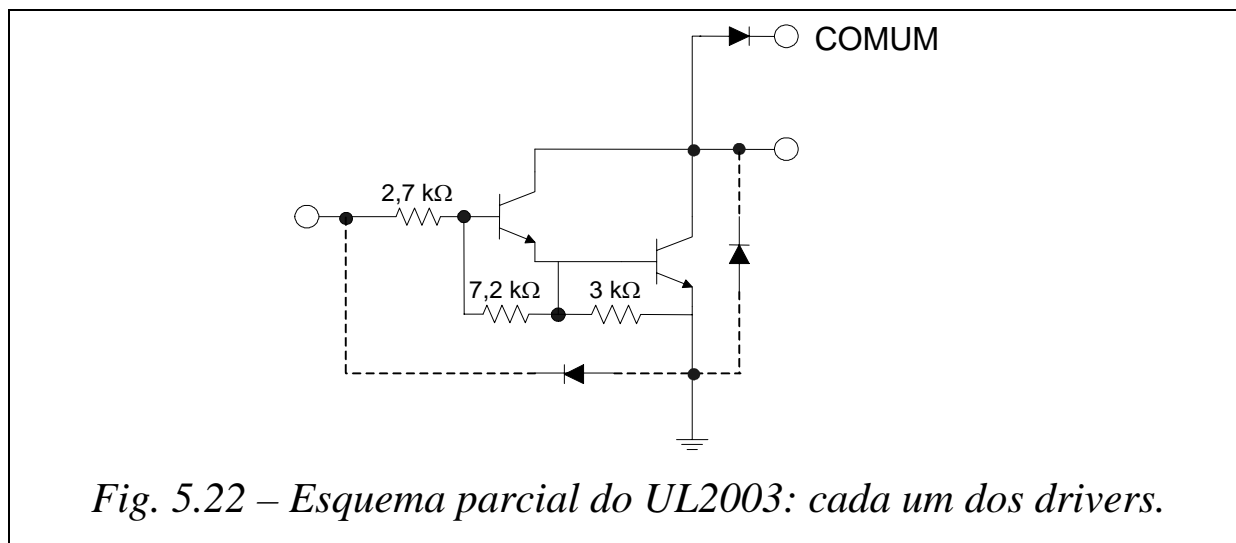 COMUM
2,7 kΩ
7,2 kΩ
3 kΩ
Fig. 5.22 – Esquema parcial do UL2003: cada um dos drivers.